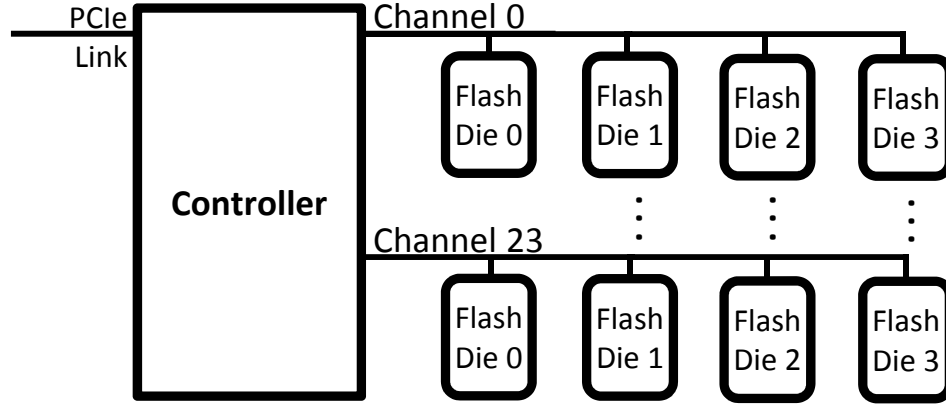 PCIe
Link
Controller
Channel 0
Flash
Die 0
Flash
Die 1
Flash
Die 2
Flash
Die 3
Channel 23
Flash
Die 0
Flash
Die 1
Flash
Die 2
Flash
Die 3